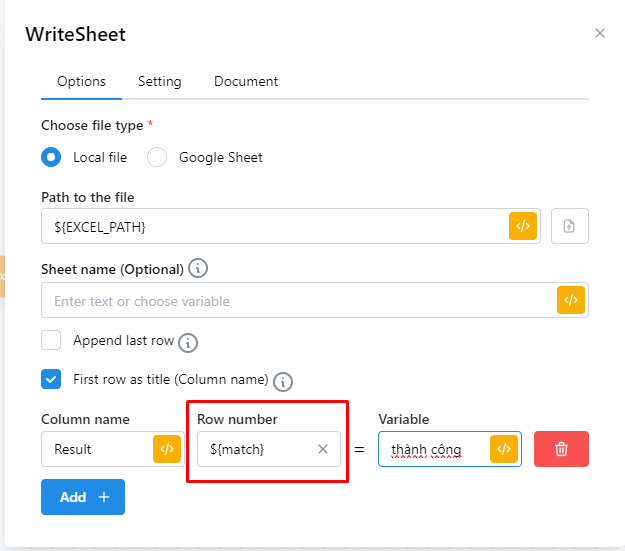 WriteSheet
Options Setting Document
Choose file type *
Local file Google Sheet
Path to the file
${EXCEL_PATH}
Sheet name (Optional)
Enter text or choose variable
Append last row
First row as title (Column name)
Column name Row number Variable
Result ${match} = thành công
Add +